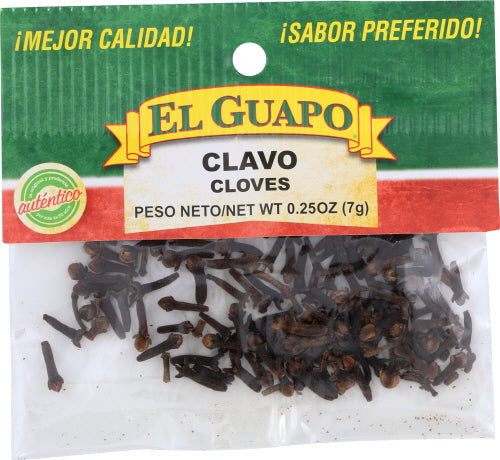 ¡MEJOR CALIDAD!
¡SABOR PREFERIDO!
EL GUAPO
CLAVO
CLOVES
PESO NETO/NET WT 0.25OZ (7g)
auténtico